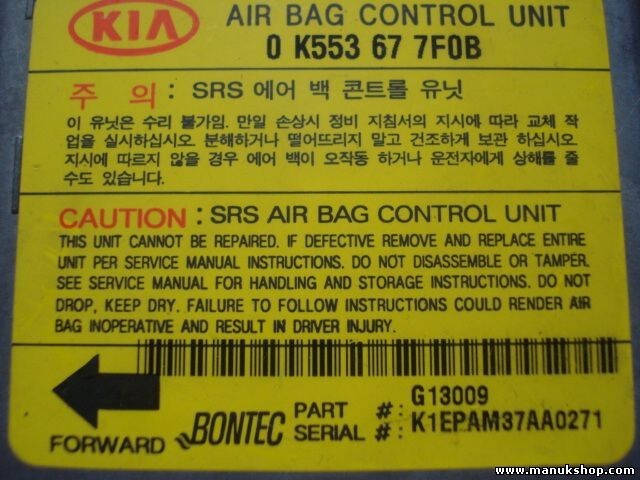 KIA AIR BAG CONTROL UNIT
0 K553 67 7F0B
주 의 : SRS 에어 백 콘트롤 유닛
이 유닛은 수리 불가임. 만일 손상시 정비 지침서의 지시에 따라 교체 작
업을 실시하십시오. 분해하거나 떨어뜨리지 말고 건조하게 보관 하십시오.
지시에 따르지 않을 경우 에어 백이 오작동 하거나 운전자에게 상해를 줄
수도 있습니다.
CAUTION : SRS AIR BAG CONTROL UNIT
THIS UNIT CANNOT BE REPAIRED. IF DEFECTIVE REMOVE AND REPLACE ENTIRE
UNIT PER SERVICE MANUAL INSTRUCTIONS. DO NOT DISASSEMBLE OR TAMPER.
SEE SERVICE MANUAL FOR HANDLING AND STORAGE INSTRUCTIONS. DO NOT
DROP, KEEP DRY. FAILURE TO FOLLOW INSTRUCTIONS COULD RENDER AIR
BAG INOPERATIVE AND RESULT IN DRIVER INJURY.
PART # : G13009
FORWARD BONTEC SERIAL # : K1EPAM37AA0271
www.manukshop.com